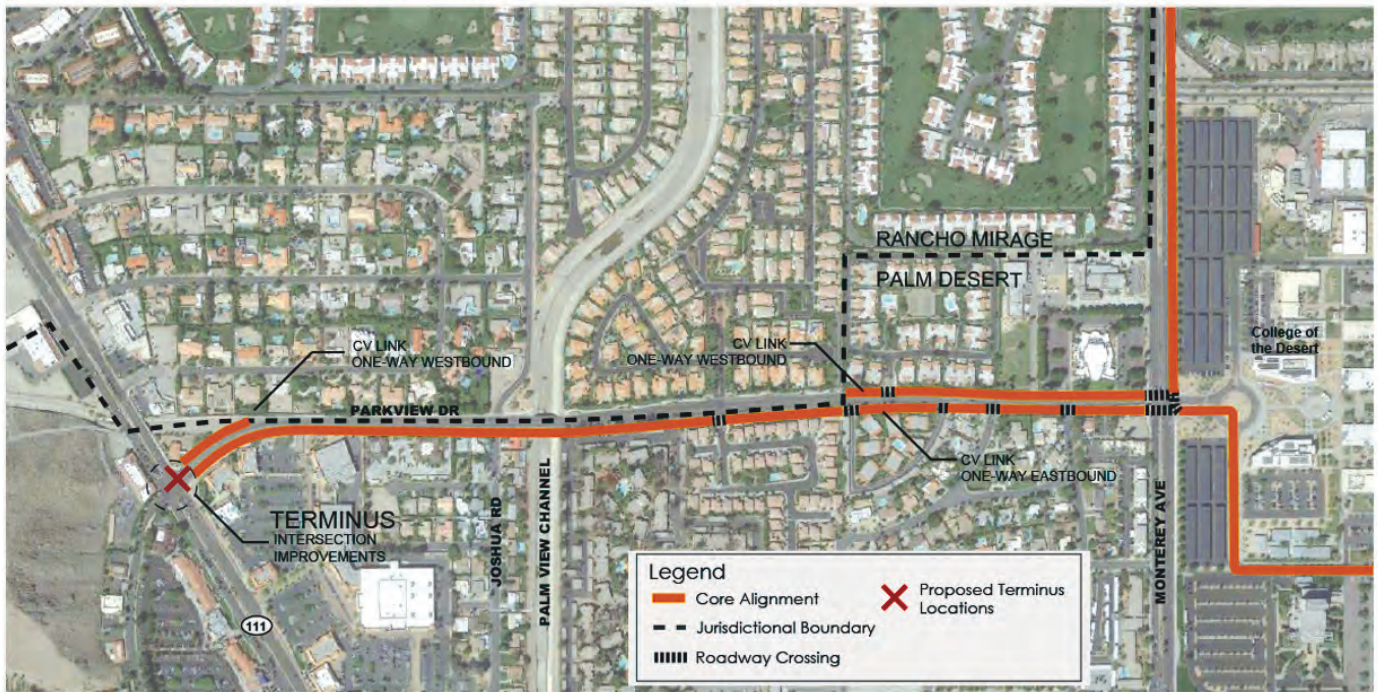 RANCHO MIRAGE
PALM DESERT
College of
the Desert
CV LINK
ONE-WAY WESTBOUND
CV LINK
ONE-WAY WESTBOUND
PARKVIEW DR
CV LINK
ONE-WAY EASTBOUND
TERMINUS
INTERSECTION
IMPROVEMENTS
JOSHUA RD
PALM VIEW CHANNEL
MONTEREY AVE
111
Legend
Core Alignment
Jurisdictional Boundary
Roadway Crossing
Proposed Terminus
Locations